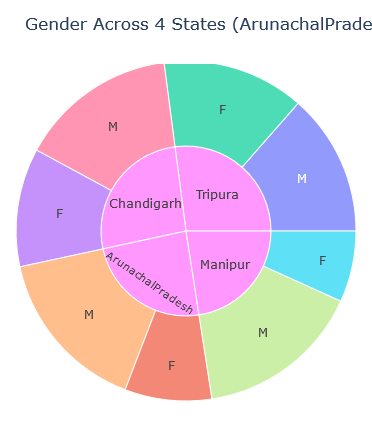 Gender Across 4 States (ArunachalPrade
M
F
M
F
M
F
M
F
Chandigarh
Tripura
ArunachalPradesh
Manipur